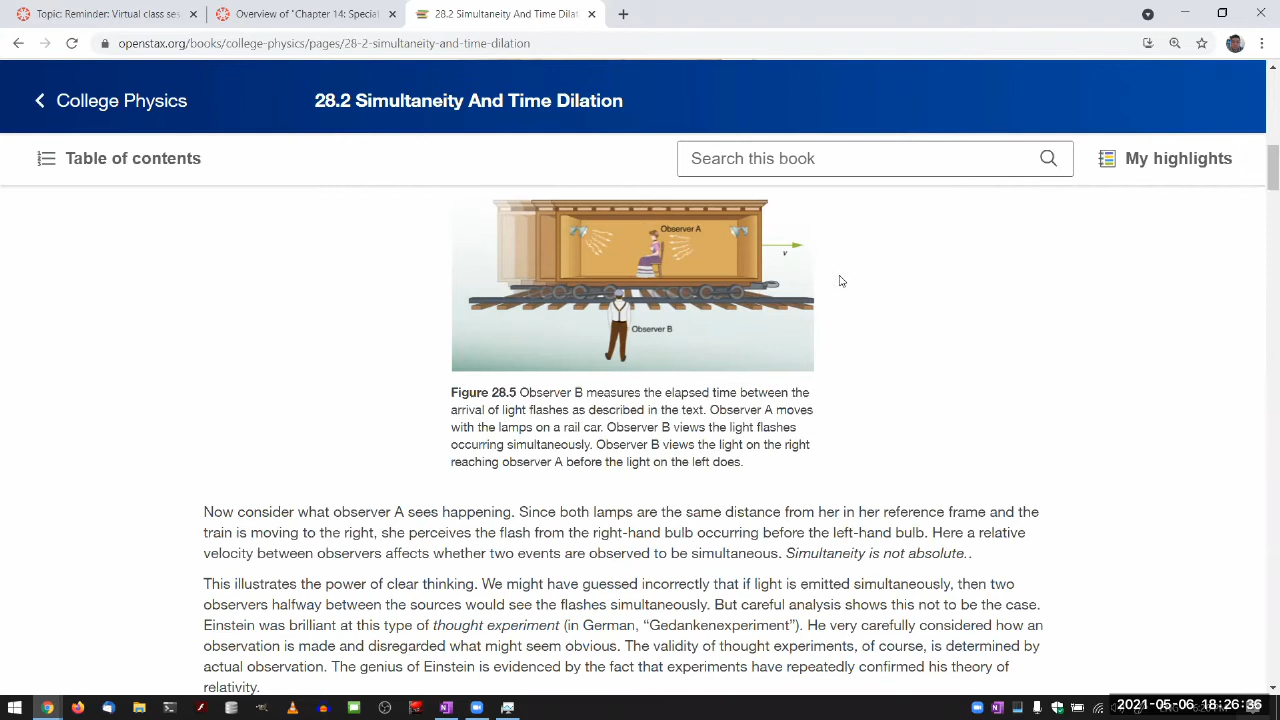 Topic: Reminder: Virtual class ses
Overview of "Chapter 14: Special
28.2 Simultaneity And Time Dilat
openstax.org/books/college-physics/pages/28-2-simultaneity-and-time-dilation
College Physics
28.2 Simultaneity And Time Dilation
Table of contents
Search this book
My highlights
Observer A
v
Observer B
Figure 28.5 Observer B measures the elapsed time between the
arrival of light flashes as described in the text. Observer A moves
with the lamps on a rail car. Observer B views the light flashes
occurring simultaneously. Observer B views the light on the right
reaching observer A before the light on the left does.
Now consider what observer A sees happening. Since both lamps are the same distance from her in her reference frame and the
train is moving to the right, she perceives the flash from the right-hand bulb occurring before the left-hand bulb. Here a relative
velocity between observers affects whether two events are observed to be simultaneous. Simultaneity is not absolute..
This illustrates the power of clear thinking. We might have guessed incorrectly that if light is emitted simultaneously, then two
observers halfway between the sources would see the flashes simultaneously. But careful analysis shows this not to be the case.
Einstein was brilliant at this type of thought experiment (in German, “Gedankenexperiment”). He very carefully considered how an
observation is made and disregarded what might seem obvious. The validity of thought experiments, of course, is determined by
actual observation. The genius of Einstein is evidenced by the fact that experiments have repeatedly confirmed his theory of
relativity.
2021-05-06 18:26:36